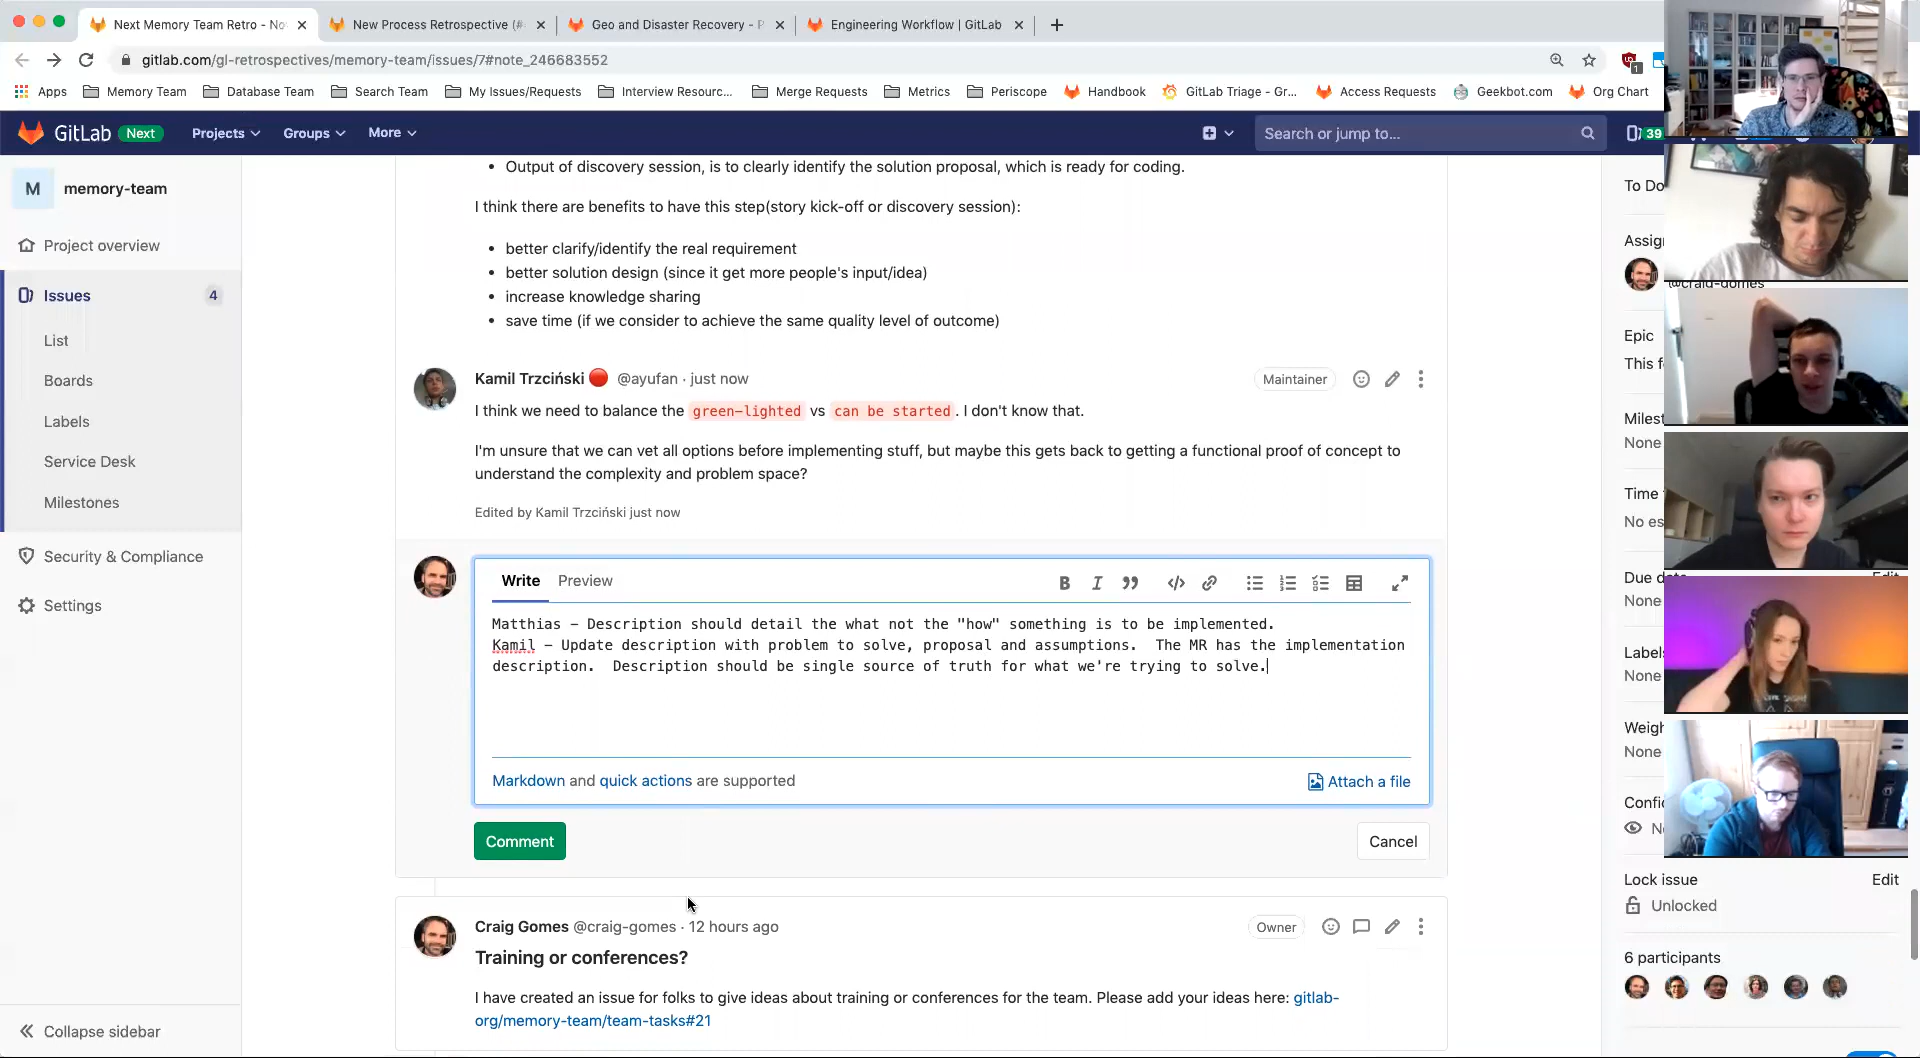 Next Memory Team Retro - No
New Process Retrospective (#
Geo and Disaster Recovery - P
Engineering Workflow | GitLab
gitlab.com/gl-retrospectives/memory-team/issues/7#note_246683552
Apps
Memory Team
Database Team
Search Team
My Issues/Requests
Interview Resourc...
Merge Requests
Metrics
Periscope
Handbook
GitLab Triage - Gr...
Access Requests
Geekbot.com
Org Chart
GitLab Next
Projects
Groups
More
Search or jump to...
39
M memory-team
Project overview
Issues 4
List
Boards
Labels
Service Desk
Milestones
Security & Compliance
Settings
Collapse sidebar
• Output of discovery session, is to clearly identify the solution proposal, which is ready for coding.
I think there are benefits to have this step(story kick-off or discovery session):
• better clarify/identify the real requirement
• better solution design (since it get more people's input/idea)
• increase knowledge sharing
• save time (if we consider to achieve the same quality level of outcome)
Kamil Trzciński @ayufan · just now
Maintainer
I think we need to balance the green-lighted vs can be started. I don't know that.
I'm unsure that we can vet all options before implementing stuff, but maybe this gets back to getting a functional proof of concept to
understand the complexity and problem space?
Edited by Kamil Trzciński just now
Write Preview
Matthias – Description should detail the what not the "how" something is to be implemented.
Kamil – Update description with problem to solve, proposal and assumptions. The MR has the implementation
description. Description should be single source of truth for what we're trying to solve.
Markdown and quick actions are supported
Attach a file
Comment
Cancel
Craig Gomes @craig-gomes · 12 hours ago
Owner
Training or conferences?
I have created an issue for folks to give ideas about training or conferences for the team. Please add your ideas here: gitlab-
org/memory-team/team-tasks#21
To Do
Assig
@craig-gomes
Epic
This f
Milest
None
Time
No es
Due date
Edit
None
Labels
None
Weigh
None
Confid
Lock issue
Edit
Unlocked
6 participants